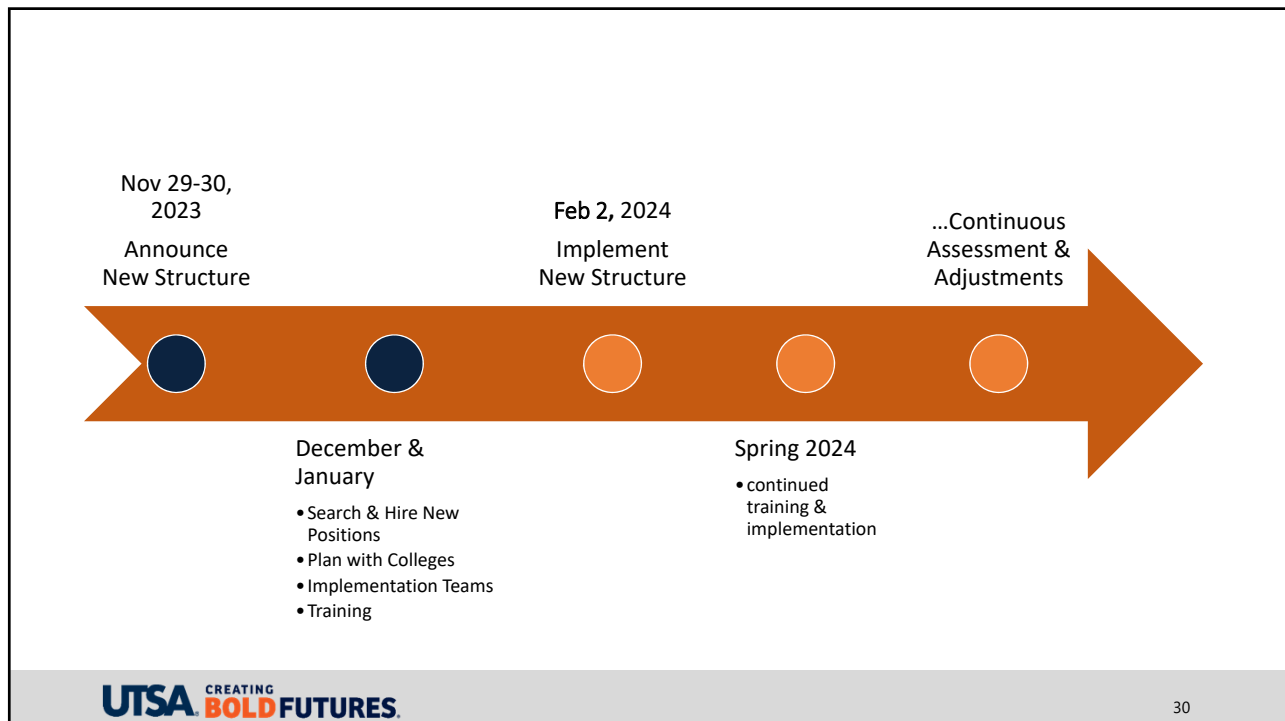 Nov 29-30,
2023
Announce
New Structure
December &
January
• Search & Hire New
Positions
• Plan with Colleges
• Implementation Teams
• Training
Feb 2, 2024
Implement
New Structure
Spring 2024
• continued
training &
implementation
...Continuous
Assessment &
Adjustments
UTSA. CREATING
BOLD FUTURES.
30